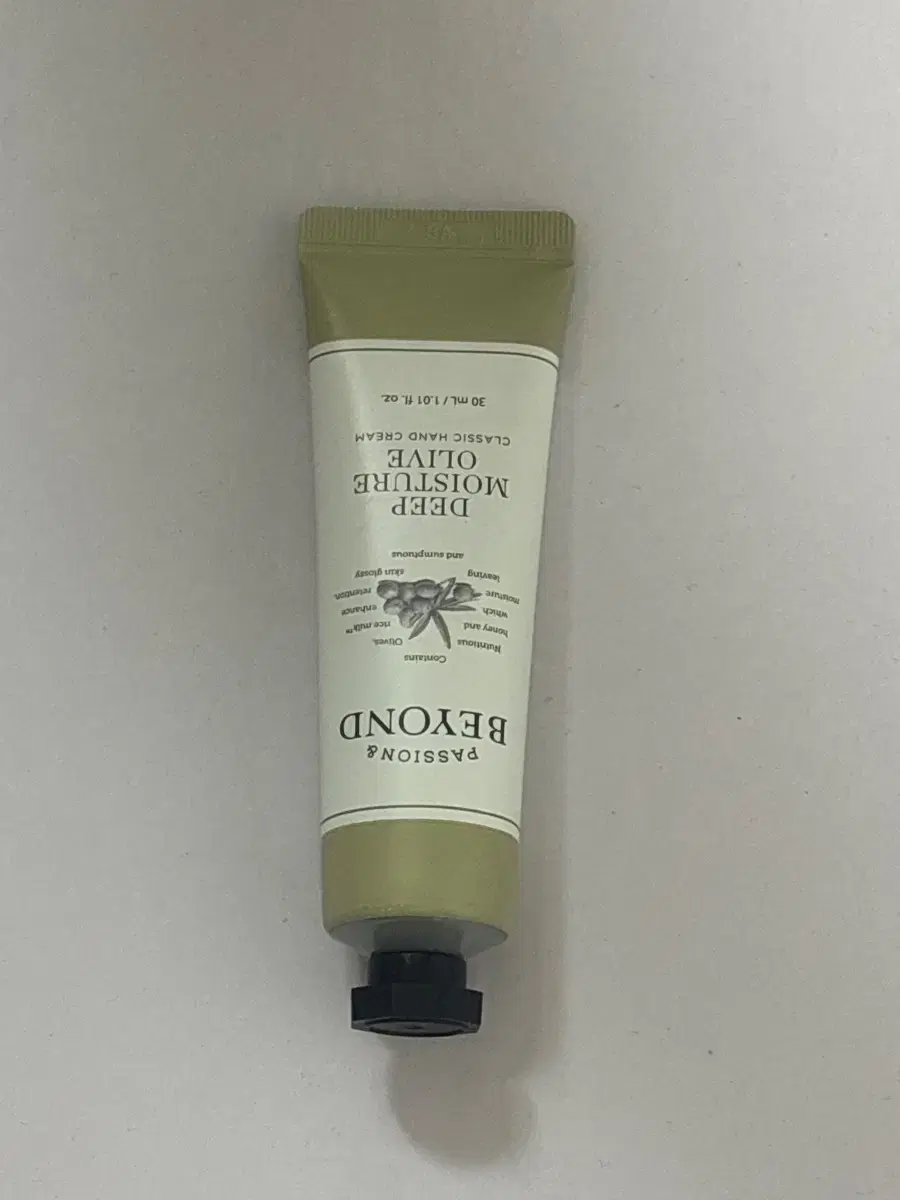 PASSION&
BEYOND
Contains
Nutritious Olives,
honey and rice milk™
which enhance
moisture retention,
leaving skin glossy
and sumptuous
DEEP
MOISTURE
OLIVE
CLASSIC HAND CREAM
30 mL / 1.01 fl. oz.